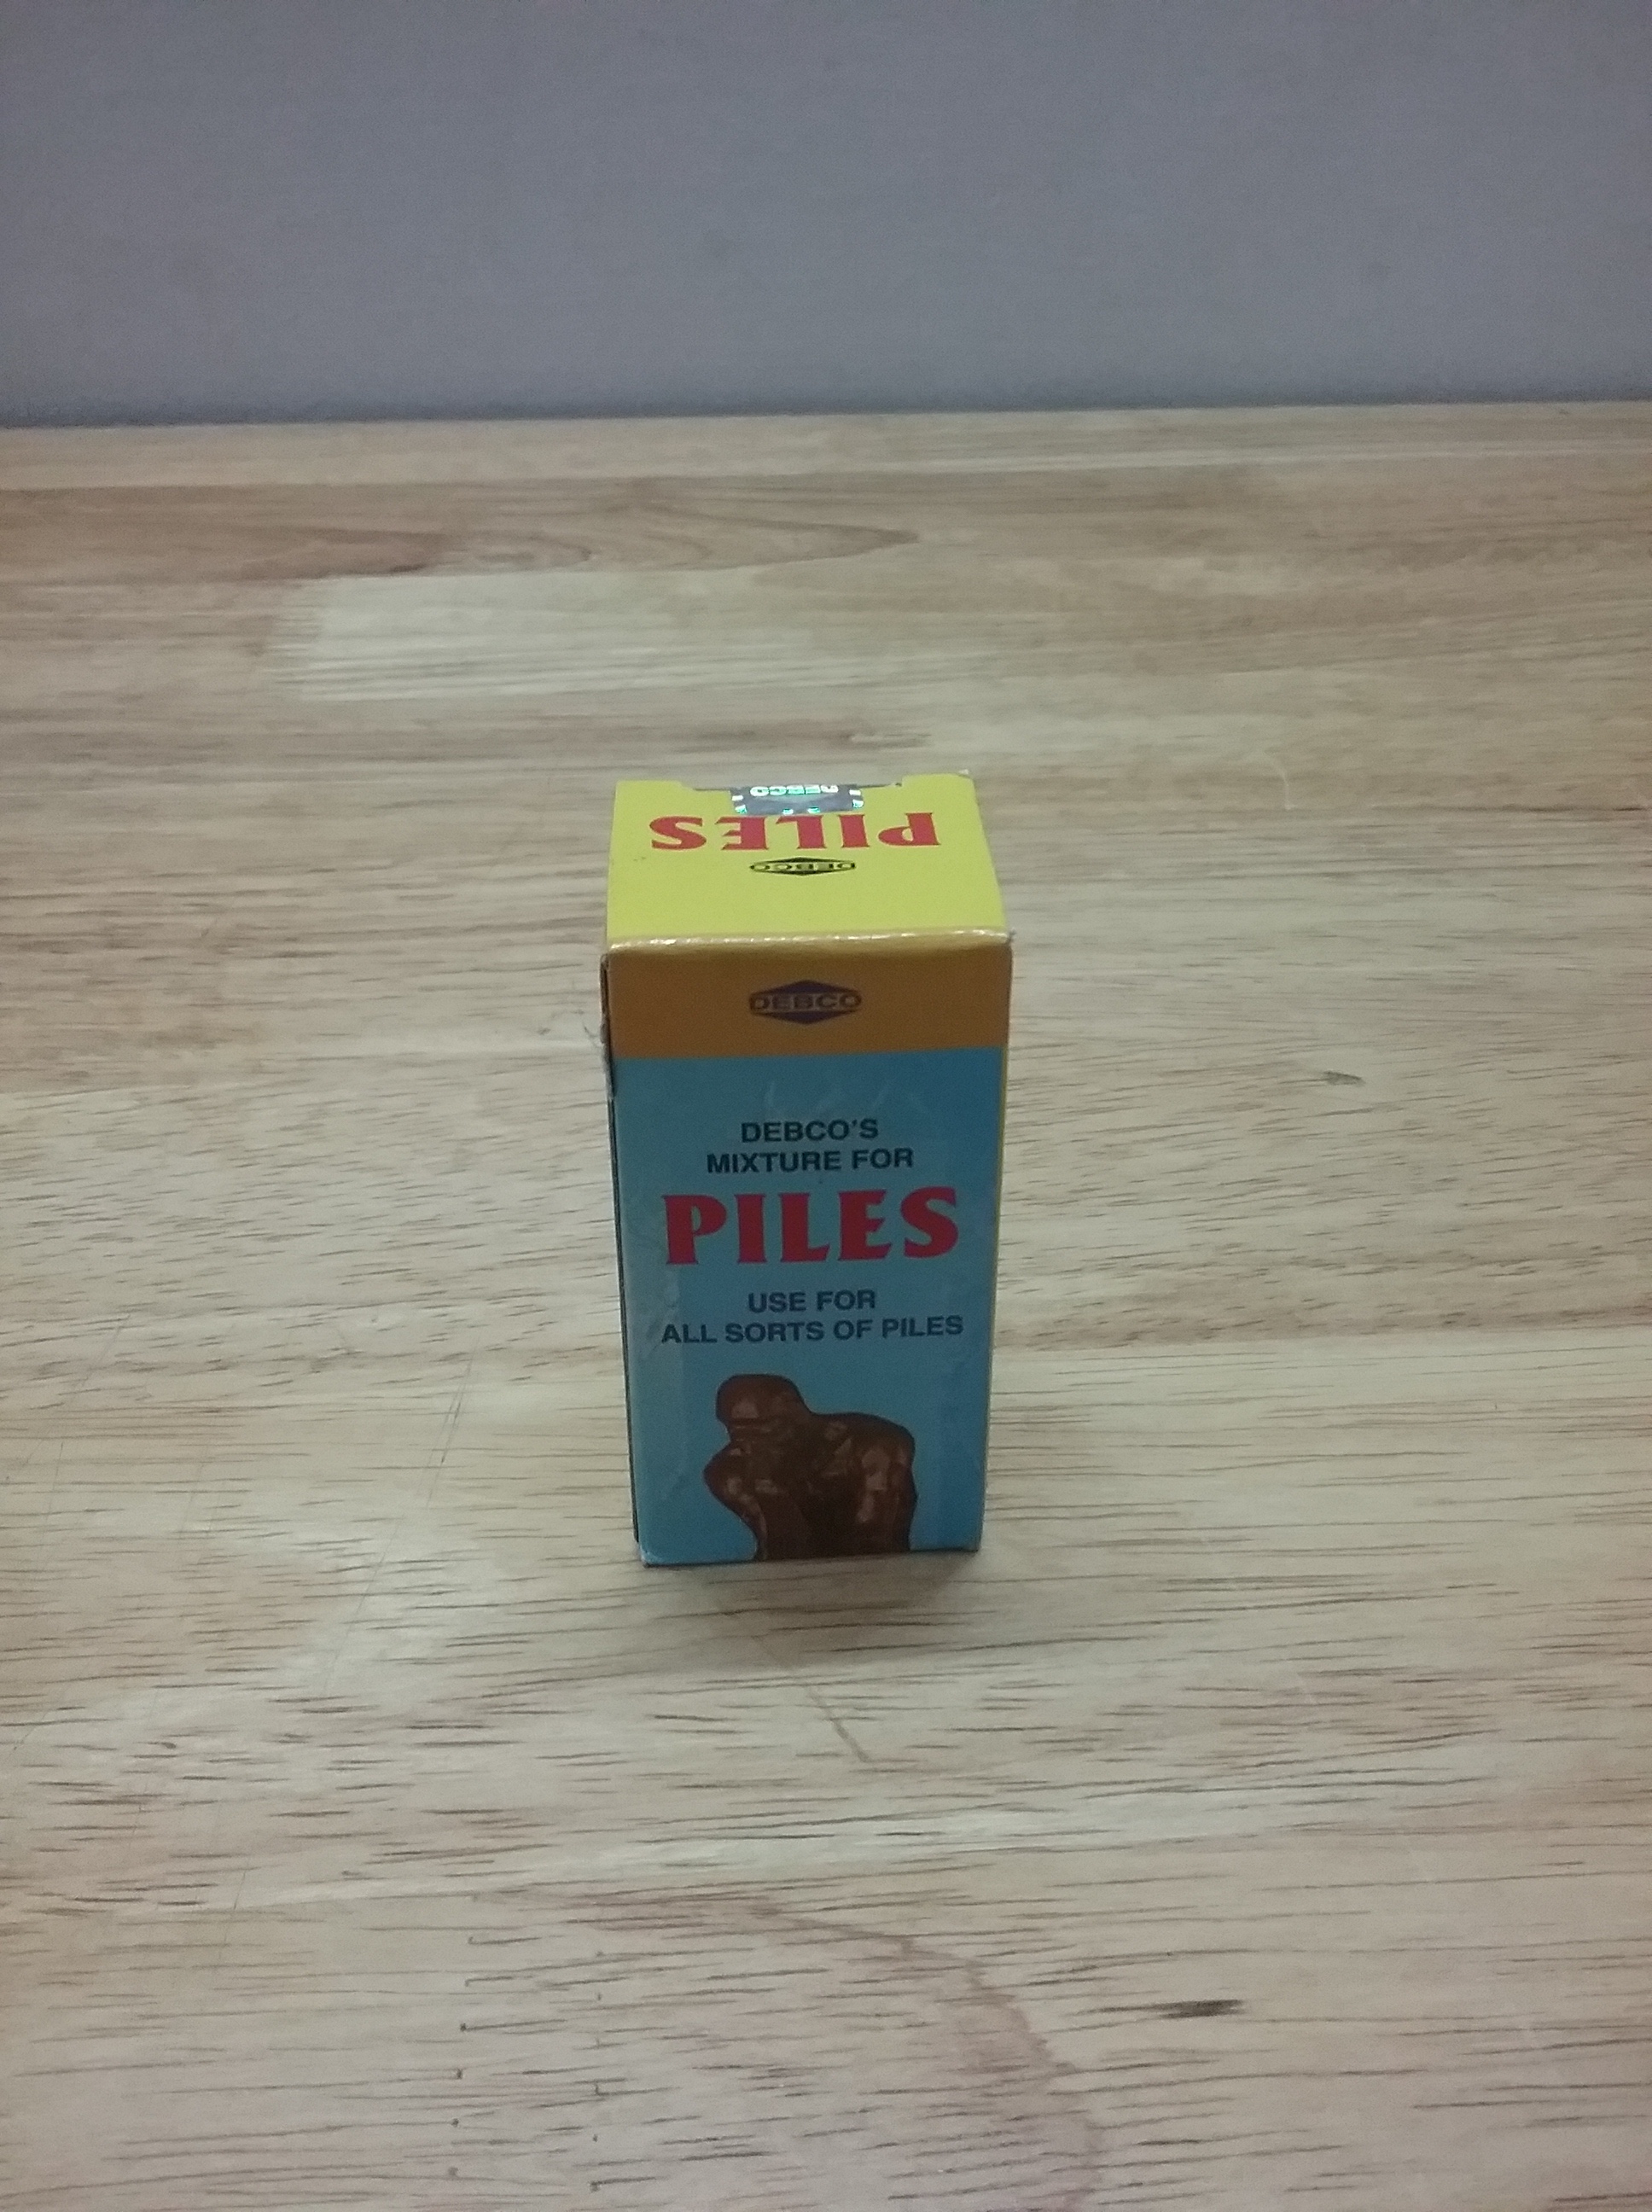 DEBCO
PILES
DEBCO
DEBCO
DEBCO'S
MIXTURE FOR
PILES
USE FOR
ALL SORTS OF PILES